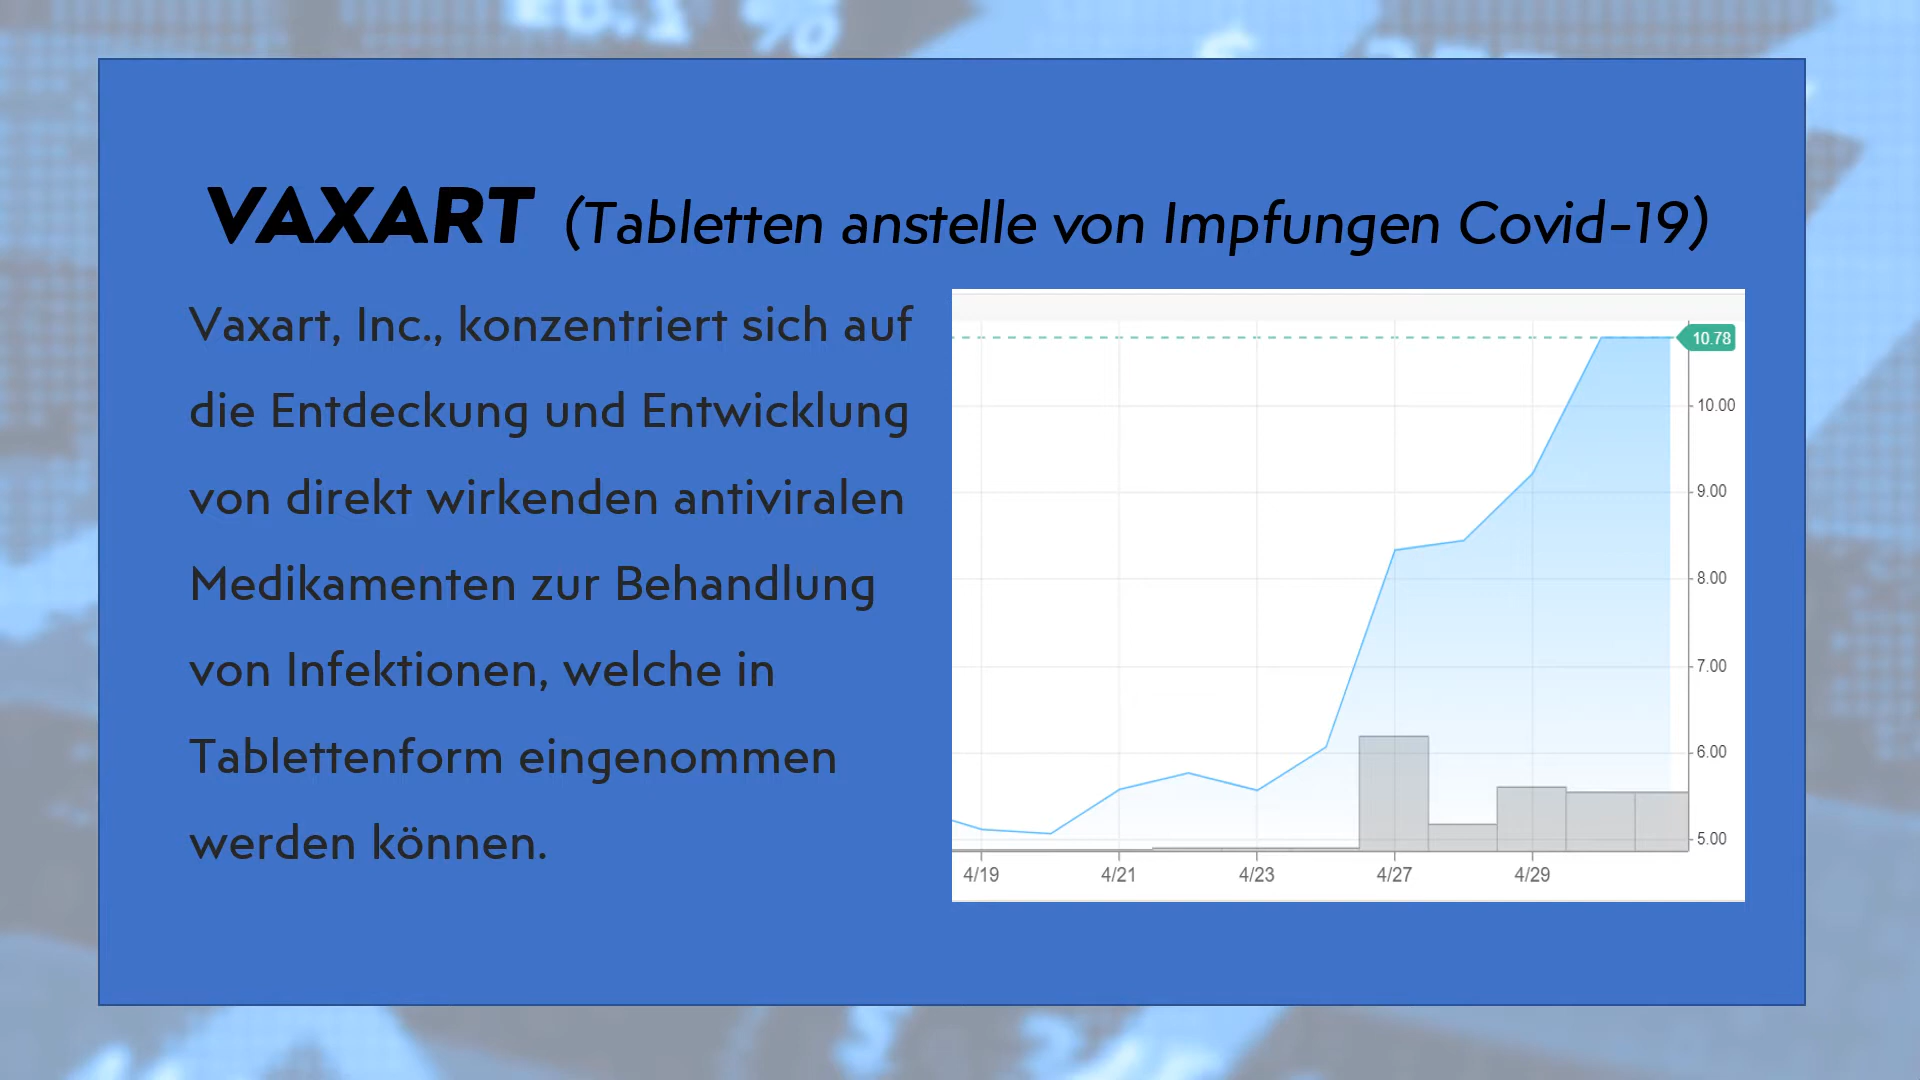 VAXART (Tabletten anstelle von Impfungen Covid-19)
Vaxart, Inc., konzentriert sich auf
die Entdeckung und Entwicklung
von direkt wirkenden antiviralen
Medikamenten zur Behandlung
von Infektionen, welche in
Tablettenform eingenommen
werden können.
10.78
10.00
9.00
8.00
7.00
6.00
5.00
4/19 4/21 4/23 4/27 4/29